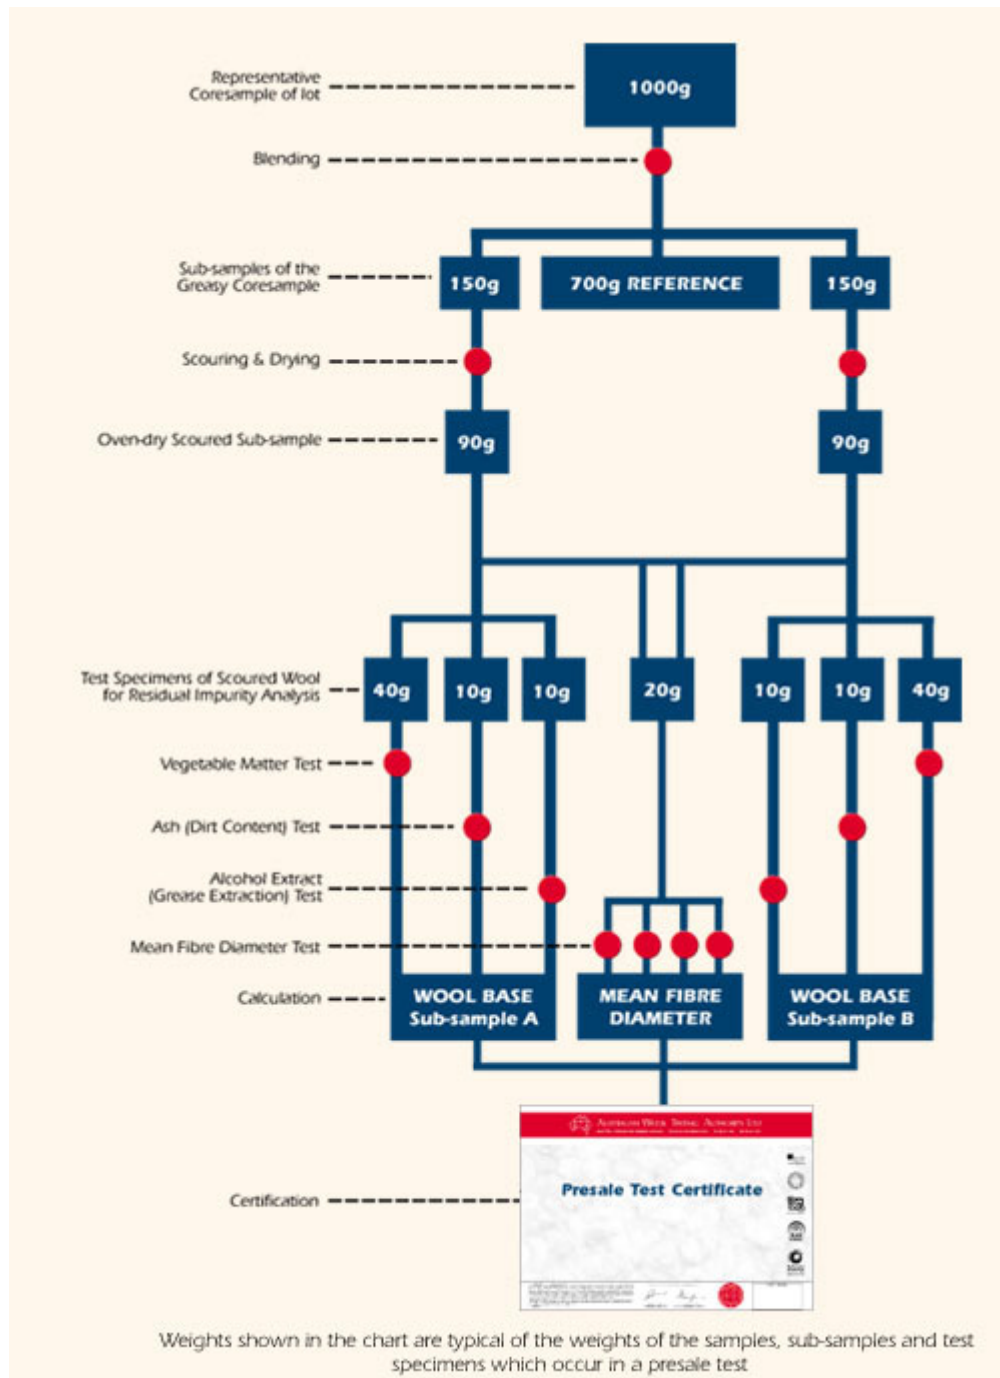 Representative
Coresample of lot
1000g
Blending
Sub-samples of the
Greasy Coresample
150g
700g REFERENCE
150g
Scouring & Drying
Oven-dry Scoured Sub-sample
90g
90g
Test Specimens of Scoured Wool
for Residual Impurity Analysis
40g
10g
10g
20g
10g
10g
40g
Vegetable Matter Test
Ash (Dirt Content) Test
Alcohol Extract
(Grease Extraction) Test
Mean Fibre Diameter Test
Calculation
WOOL BASE
Sub-sample A
MEAN FIBRE
DIAMETER
WOOL BASE
Sub-sample B
Australian Wool Testing Authority Ltd
Presale Test Certificate
Certification
Weights shown in the chart are typical of the weights of the samples, sub-samples and test
specimens which occur in a presale test